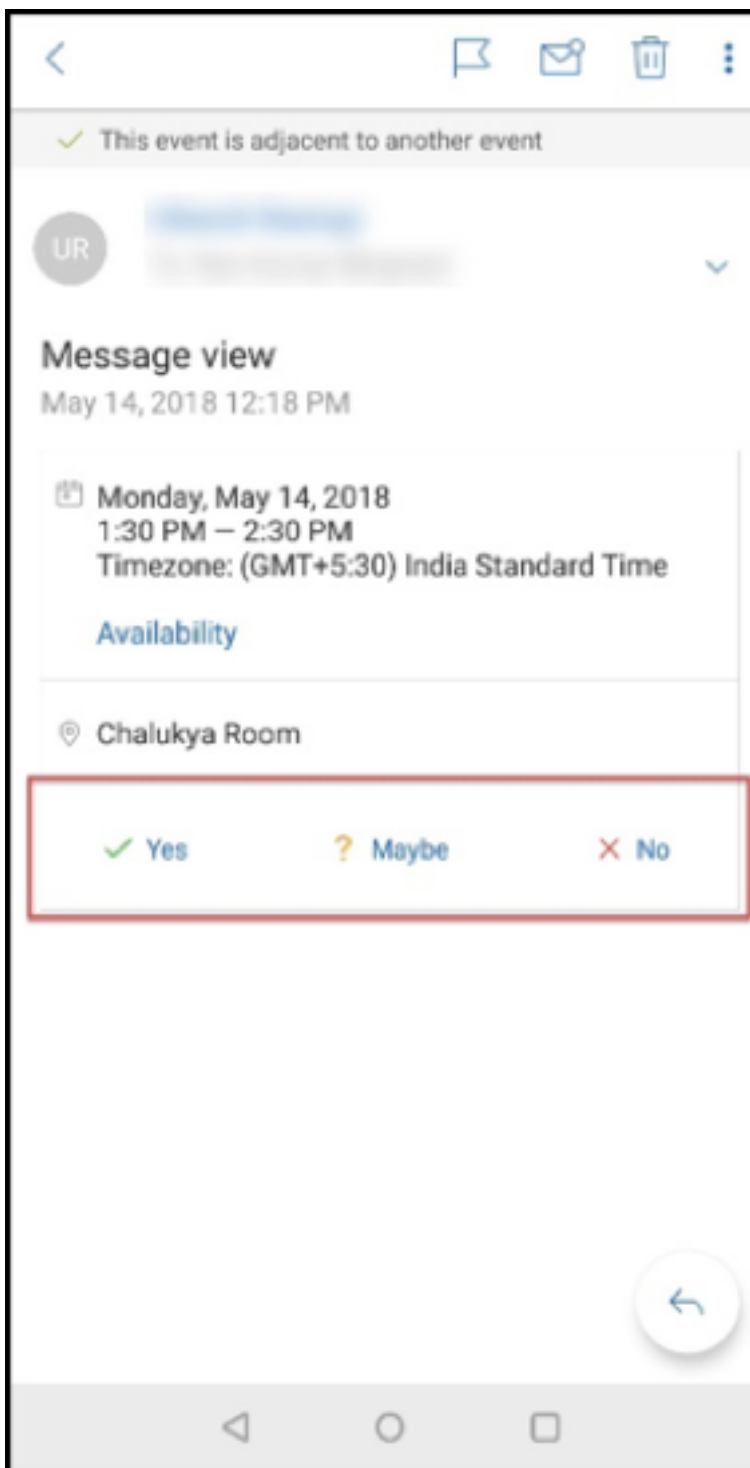 This event is adjacent to another event
UR
Message view
May 14, 2018 12:18 PM
Monday, May 14, 2018
1:30 PM — 2:30 PM
Timezone: (GMT+5:30) India Standard Time
Availability
Chalukya Room
Yes ? Maybe No